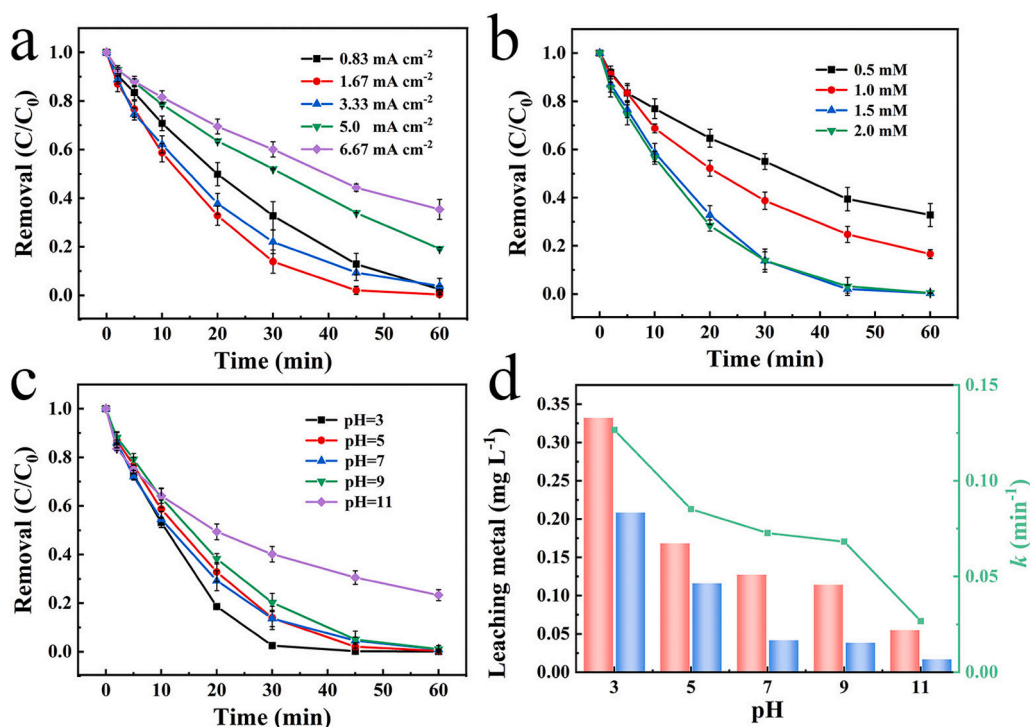 a
Removal (C/C₀)
1.0
0.8
0.6
0.4
0.2
0.0
0.83 mA cm⁻²
1.67 mA cm⁻²
3.33 mA cm⁻²
5.0 mA cm⁻²
6.67 mA cm⁻²
0 10 20 30 40 50 60
Time (min)
b
Removal (C/C₀)
1.0
0.8
0.6
0.4
0.2
0.0
0.5 mM
1.0 mM
1.5 mM
2.0 mM
0 10 20 30 40 50 60
Time (min)
c
Removal (C/C₀)
1.0
0.8
0.6
0.4
0.2
0.0
pH=3
pH=5
pH=7
pH=9
pH=11
0 10 20 30 40 50 60
Time (min)
d
Leaching metal (mg L⁻¹)
0.35
0.30
0.25
0.20
0.15
0.10
0.05
0.00
3 5 7 9 11
pH
0.15
0.10
0.05
0.00
k (min⁻¹)